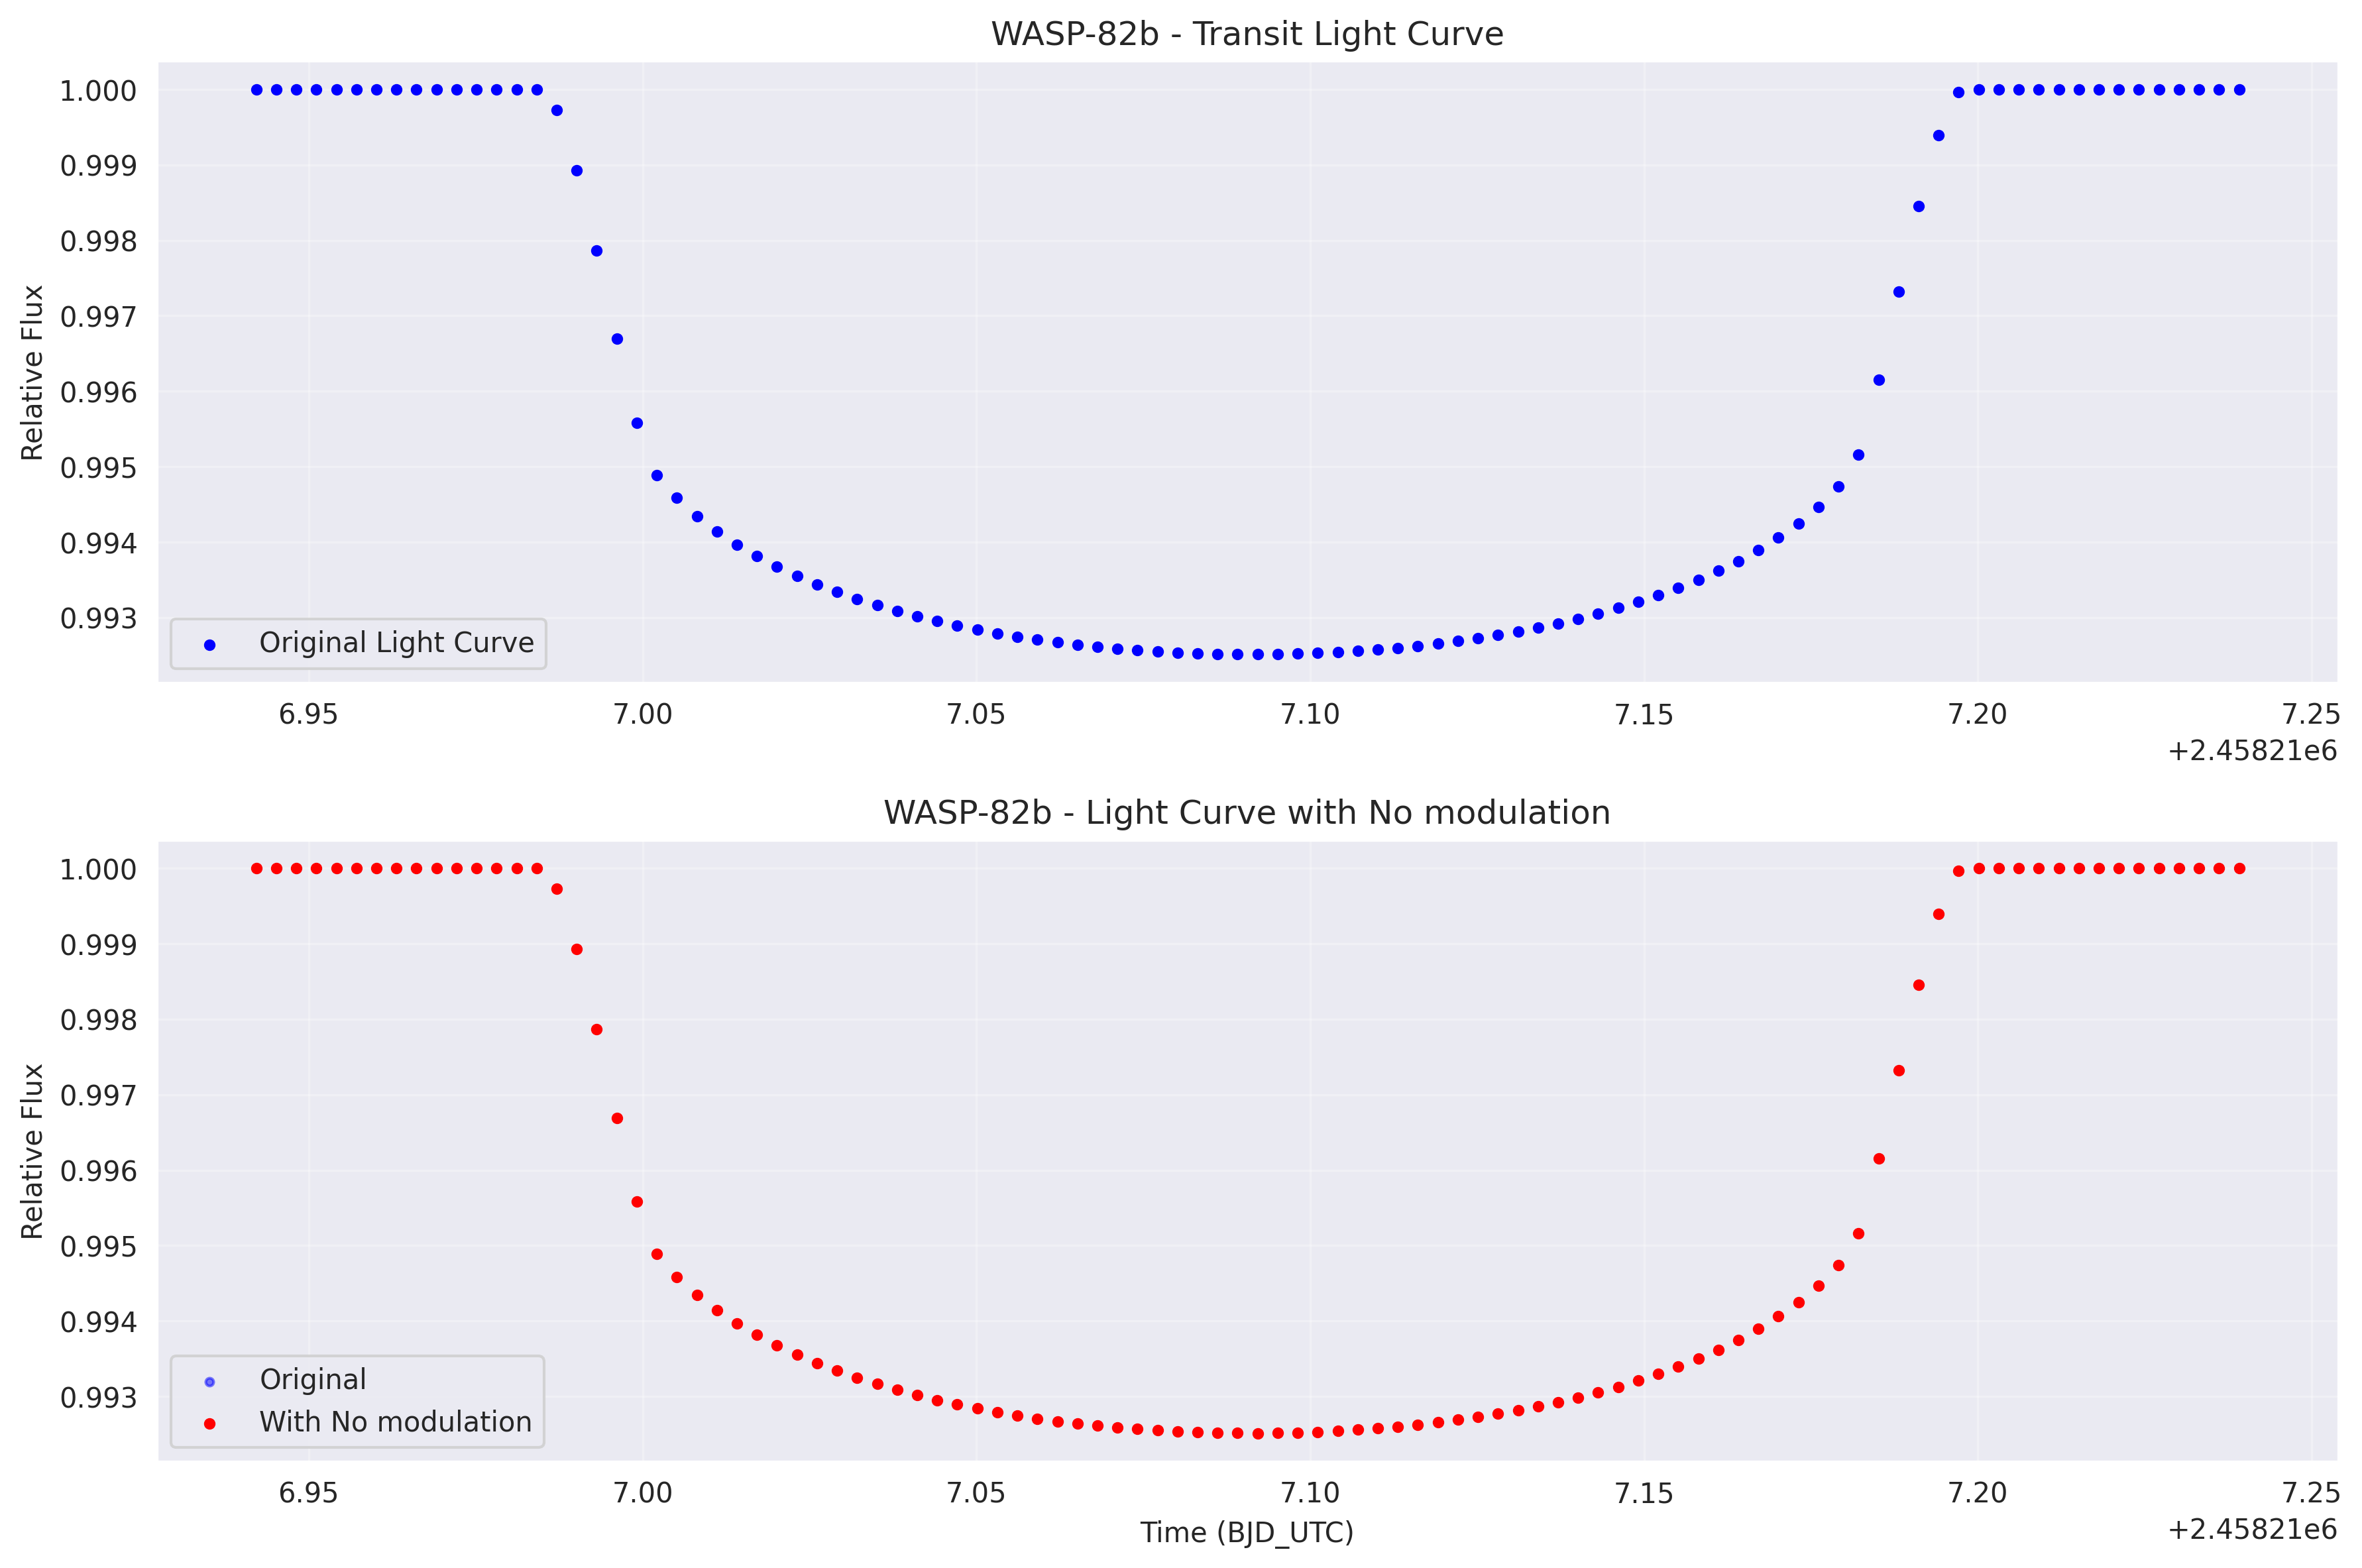 WASP-82b - Transit Light Curve
Relative Flux
1.000
0.999
0.998
0.997
0.996
0.995
0.994
0.993
Original Light Curve
6.95 7.00 7.05 7.10 7.15 7.20 7.25
+2.45821e6
WASP-82b - Light Curve with No modulation
Relative Flux
1.000
0.999
0.998
0.997
0.996
0.995
0.994
0.993
Original
With No modulation
6.95 7.00 7.05 7.10 7.15 7.20 7.25
Time (BJD_UTC)
+2.45821e6